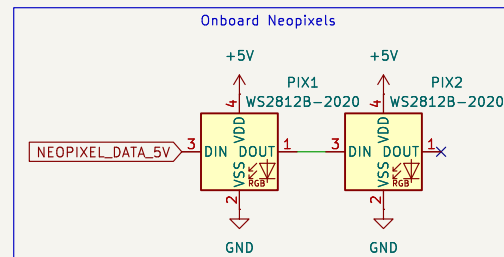 Onboard Neopixels
+5V
+5V
PIX1
PIX2
WS2812B-2020
WS2812B-2020
4
4
VDD
VDD
NEOPIXEL_DATA_5V
3
DIN
DOUT
1
3
DIN
DOUT
1
VSS
RGB
VSS
RGB
2
2
GND
GND